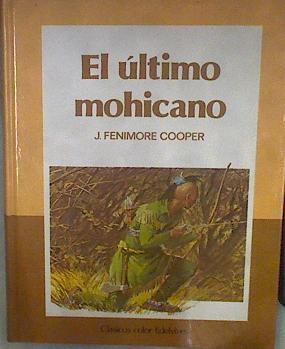 El último
mohicano
J. FENIMORE COOPER
Clásicos color Edelvives